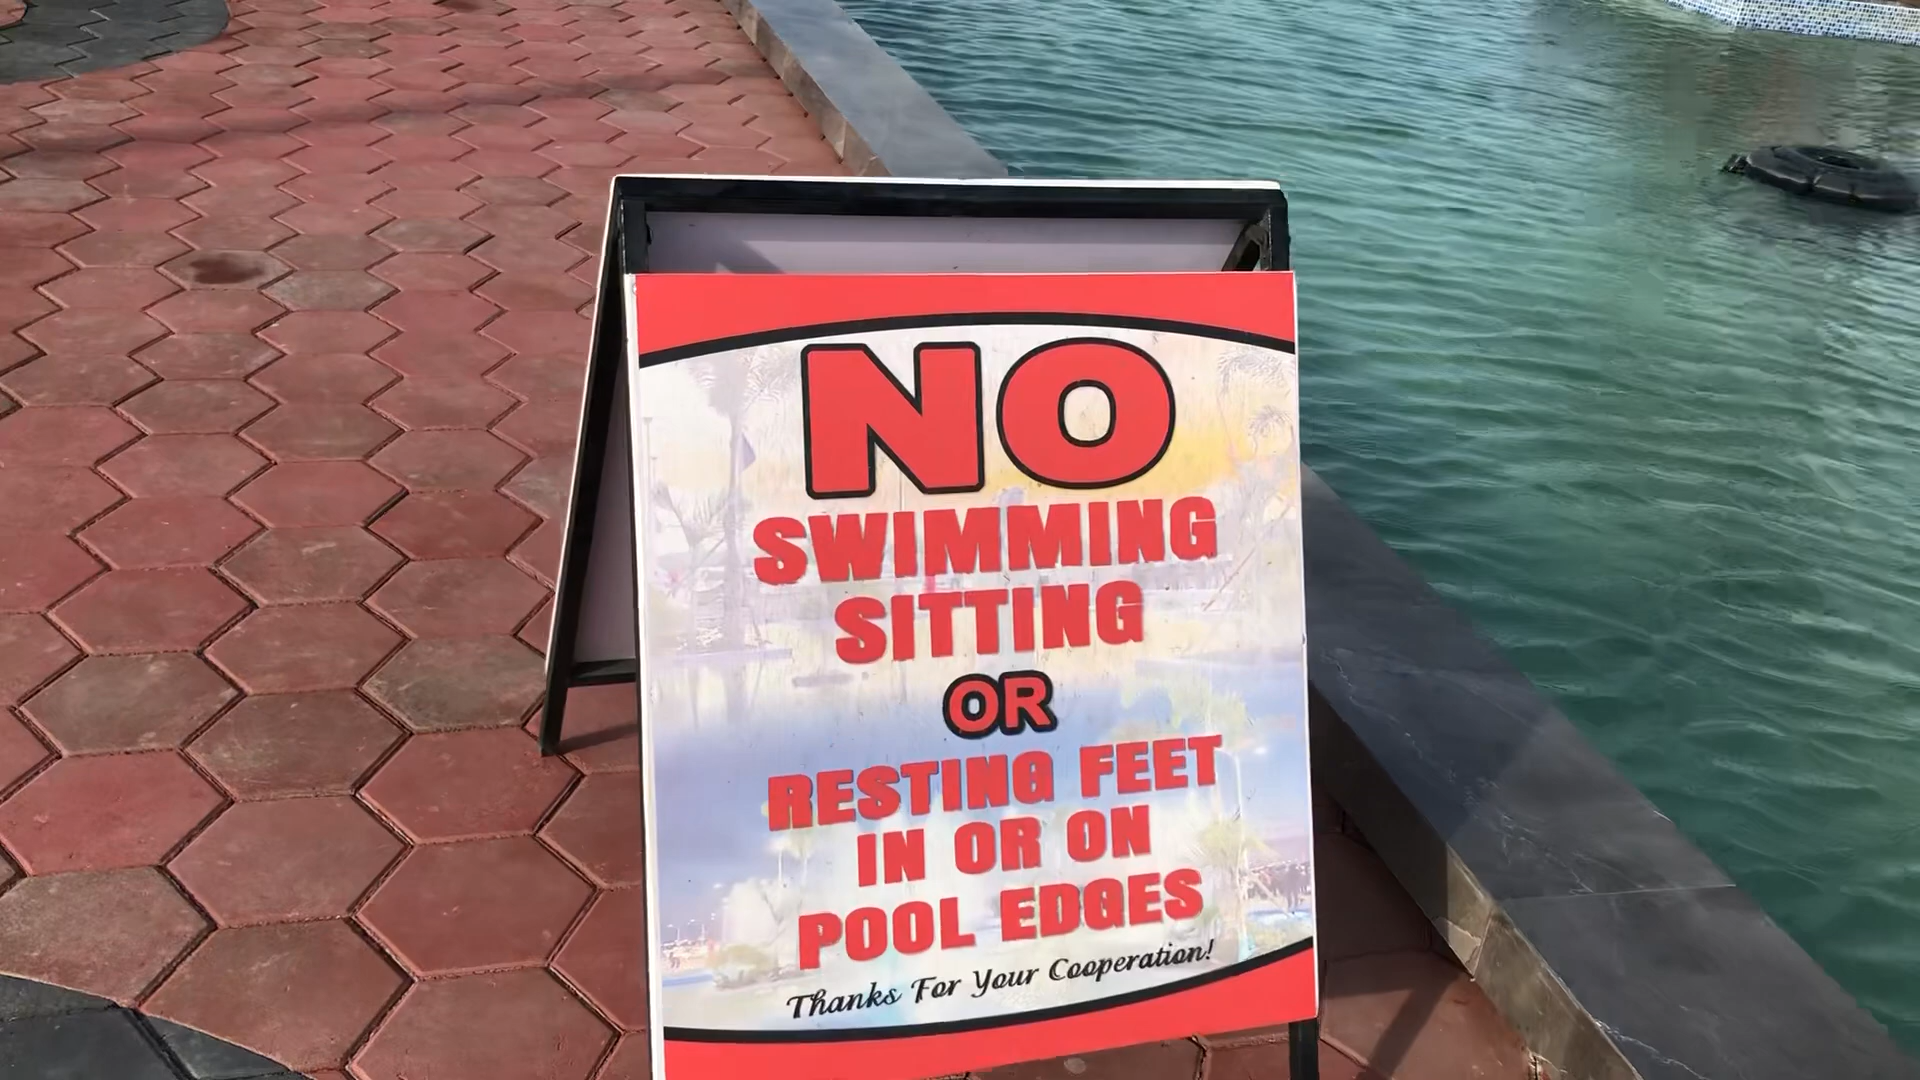 NO
SWIMMING
SITTING
OR
RESTING FEET
IN OR ON
POOL EDGES
Thanks For Your Cooperation!